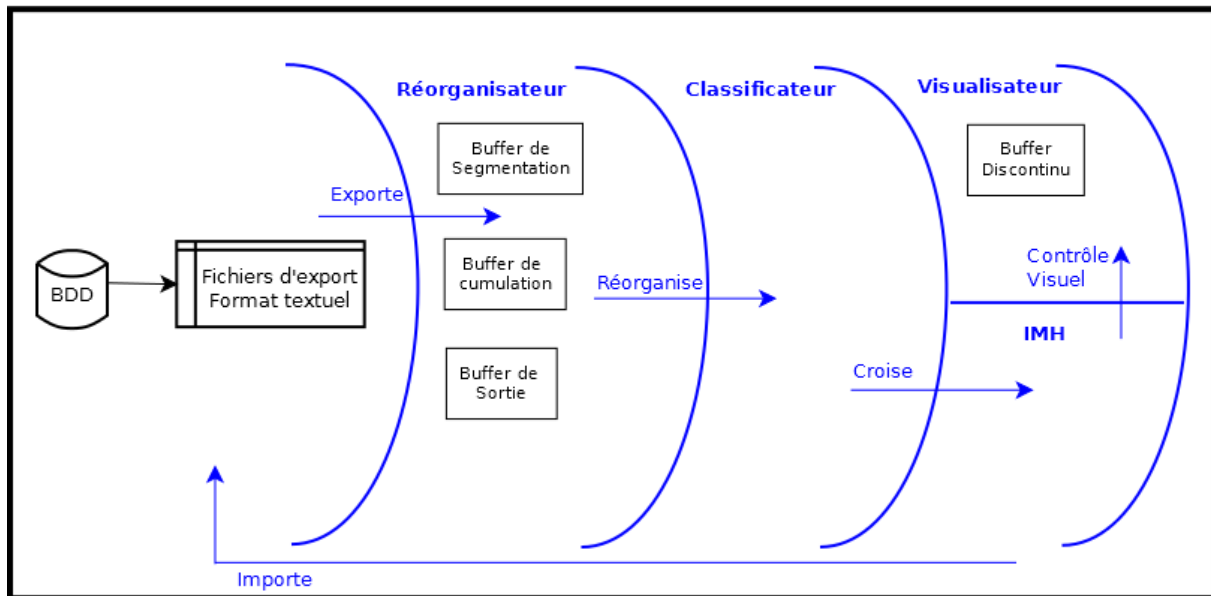 Réorganisateur
Classificateur
Visualisateur
Buffer de
Segmentation
Buffer
Discontinu
Exporte
BDD
Fichiers d'export
Format textuel
Buffer de
cumulation
Réorganise
Contrôle
Visuel
IMH
Buffer de
Sortie
Croise
Importe